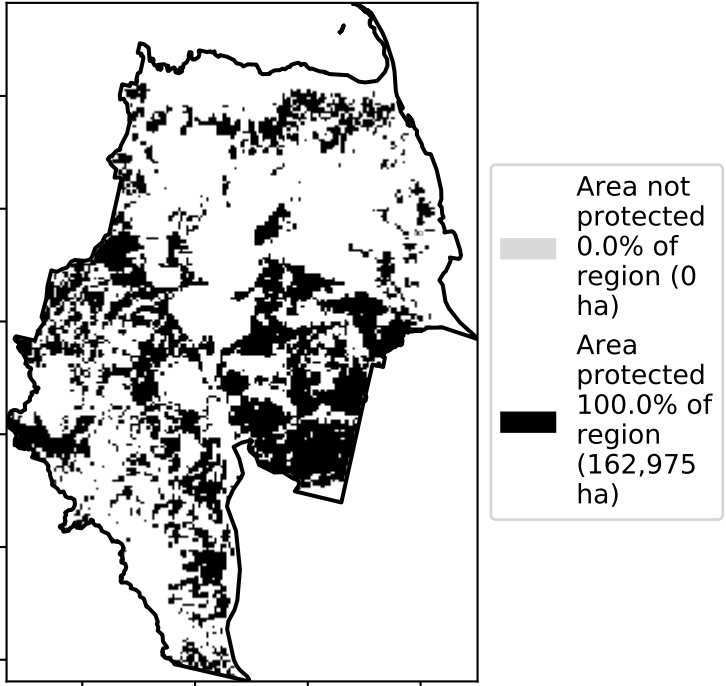 Area not
protected
0.0% of
region (0
ha)
Area
protected
100.0% of
region
(162,975
ha)